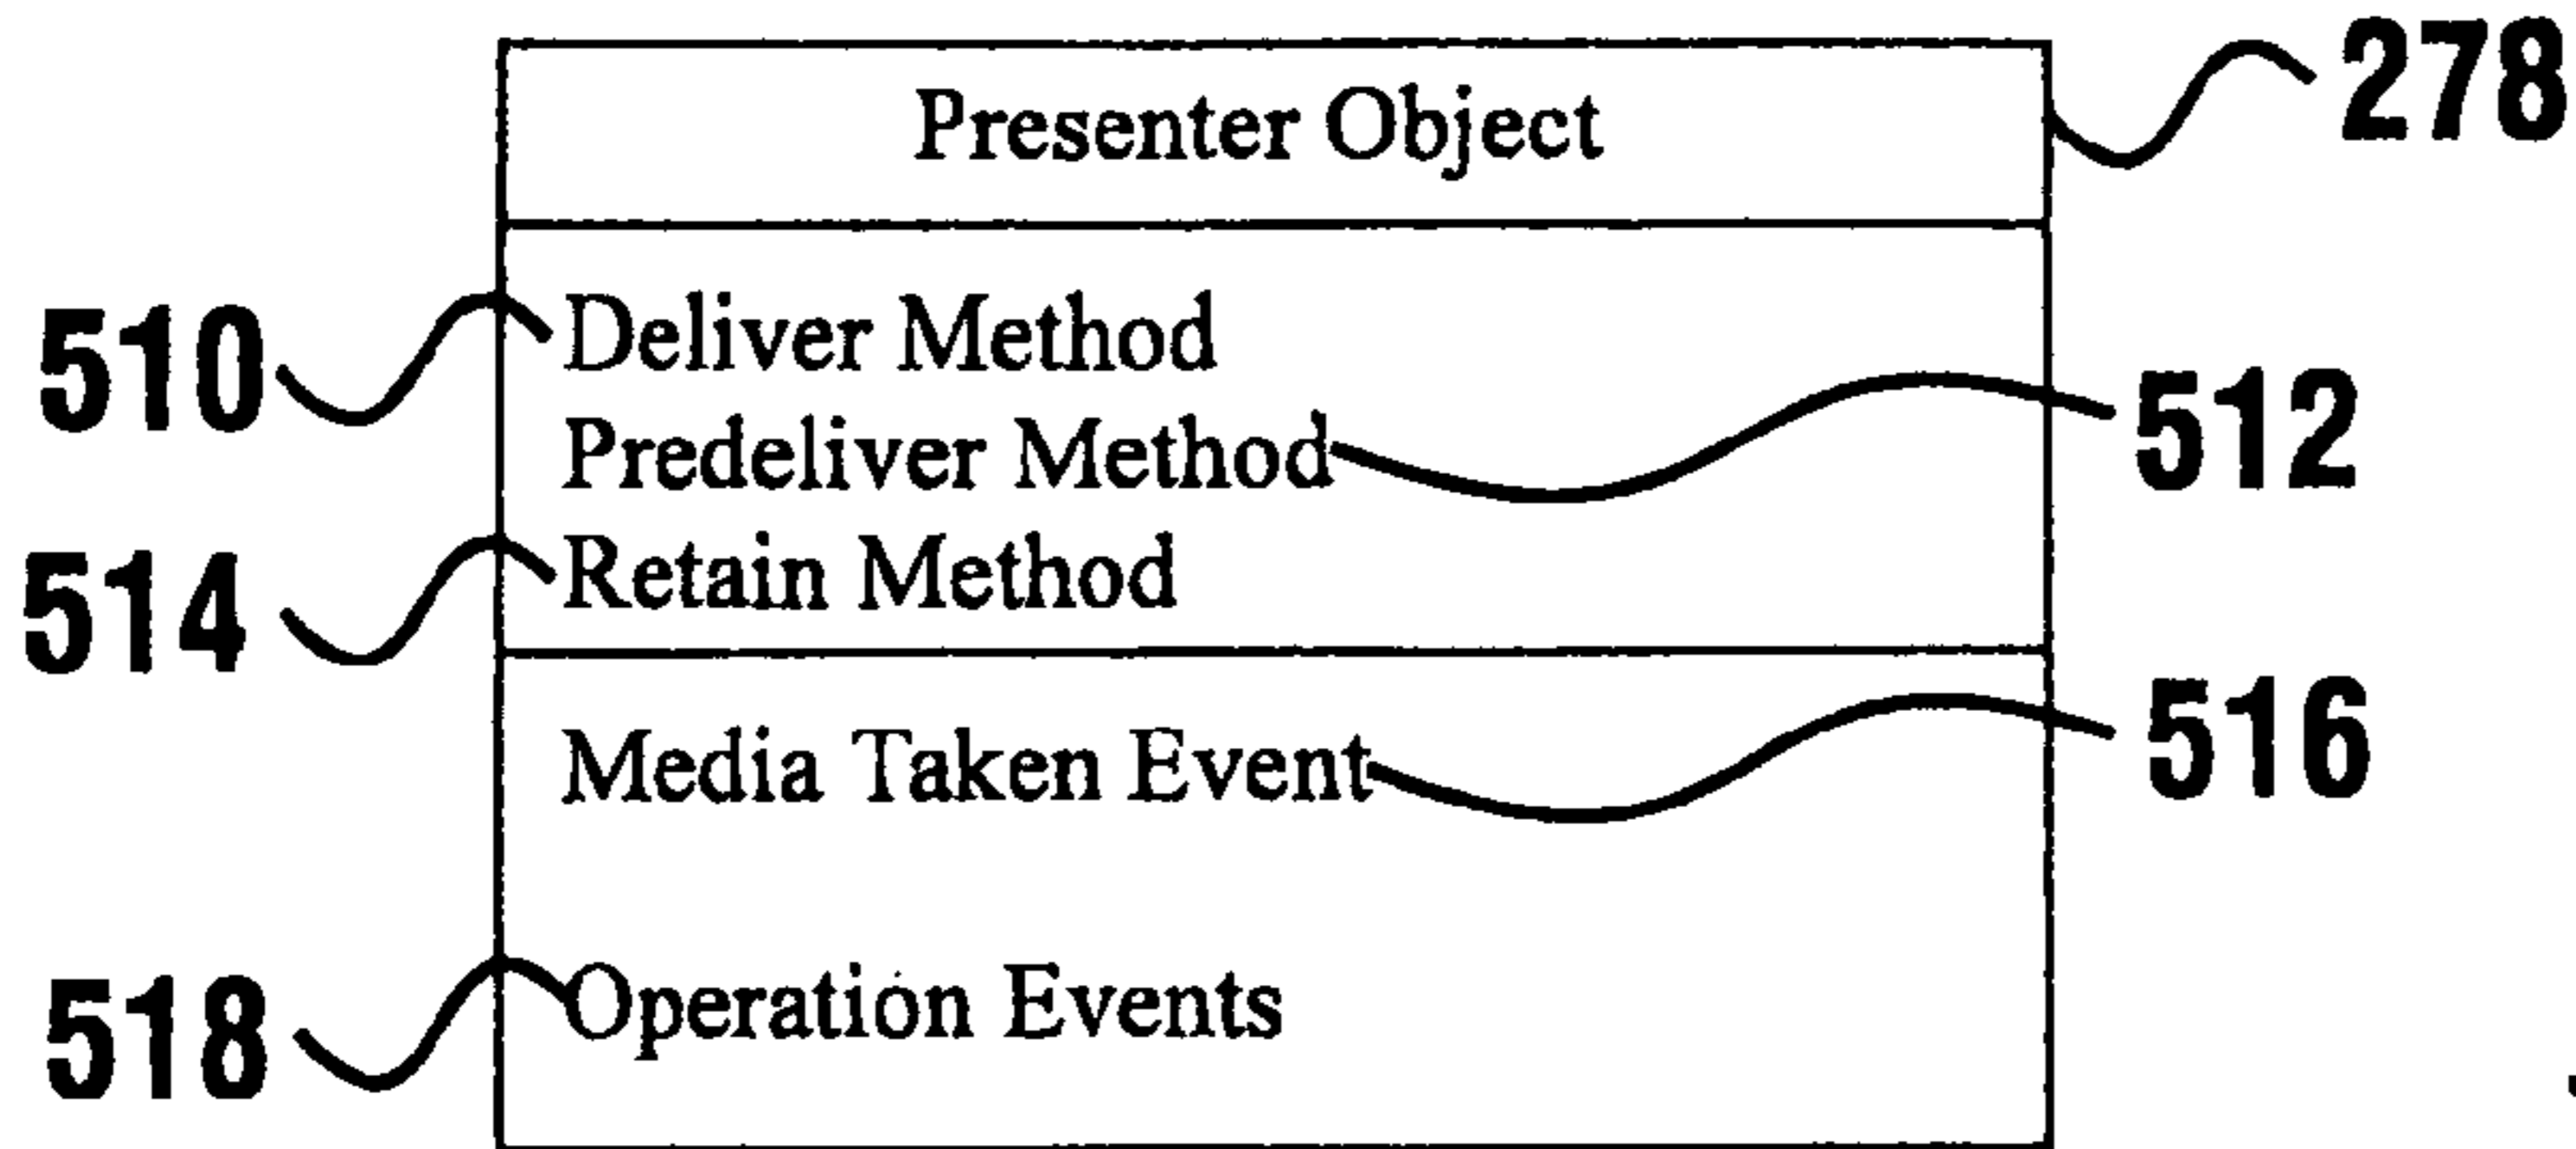 Presenter Object 278
510 Deliver Method
Predeliver Method 512
514 Retain Method
Media Taken Event 516
518 Operation Events